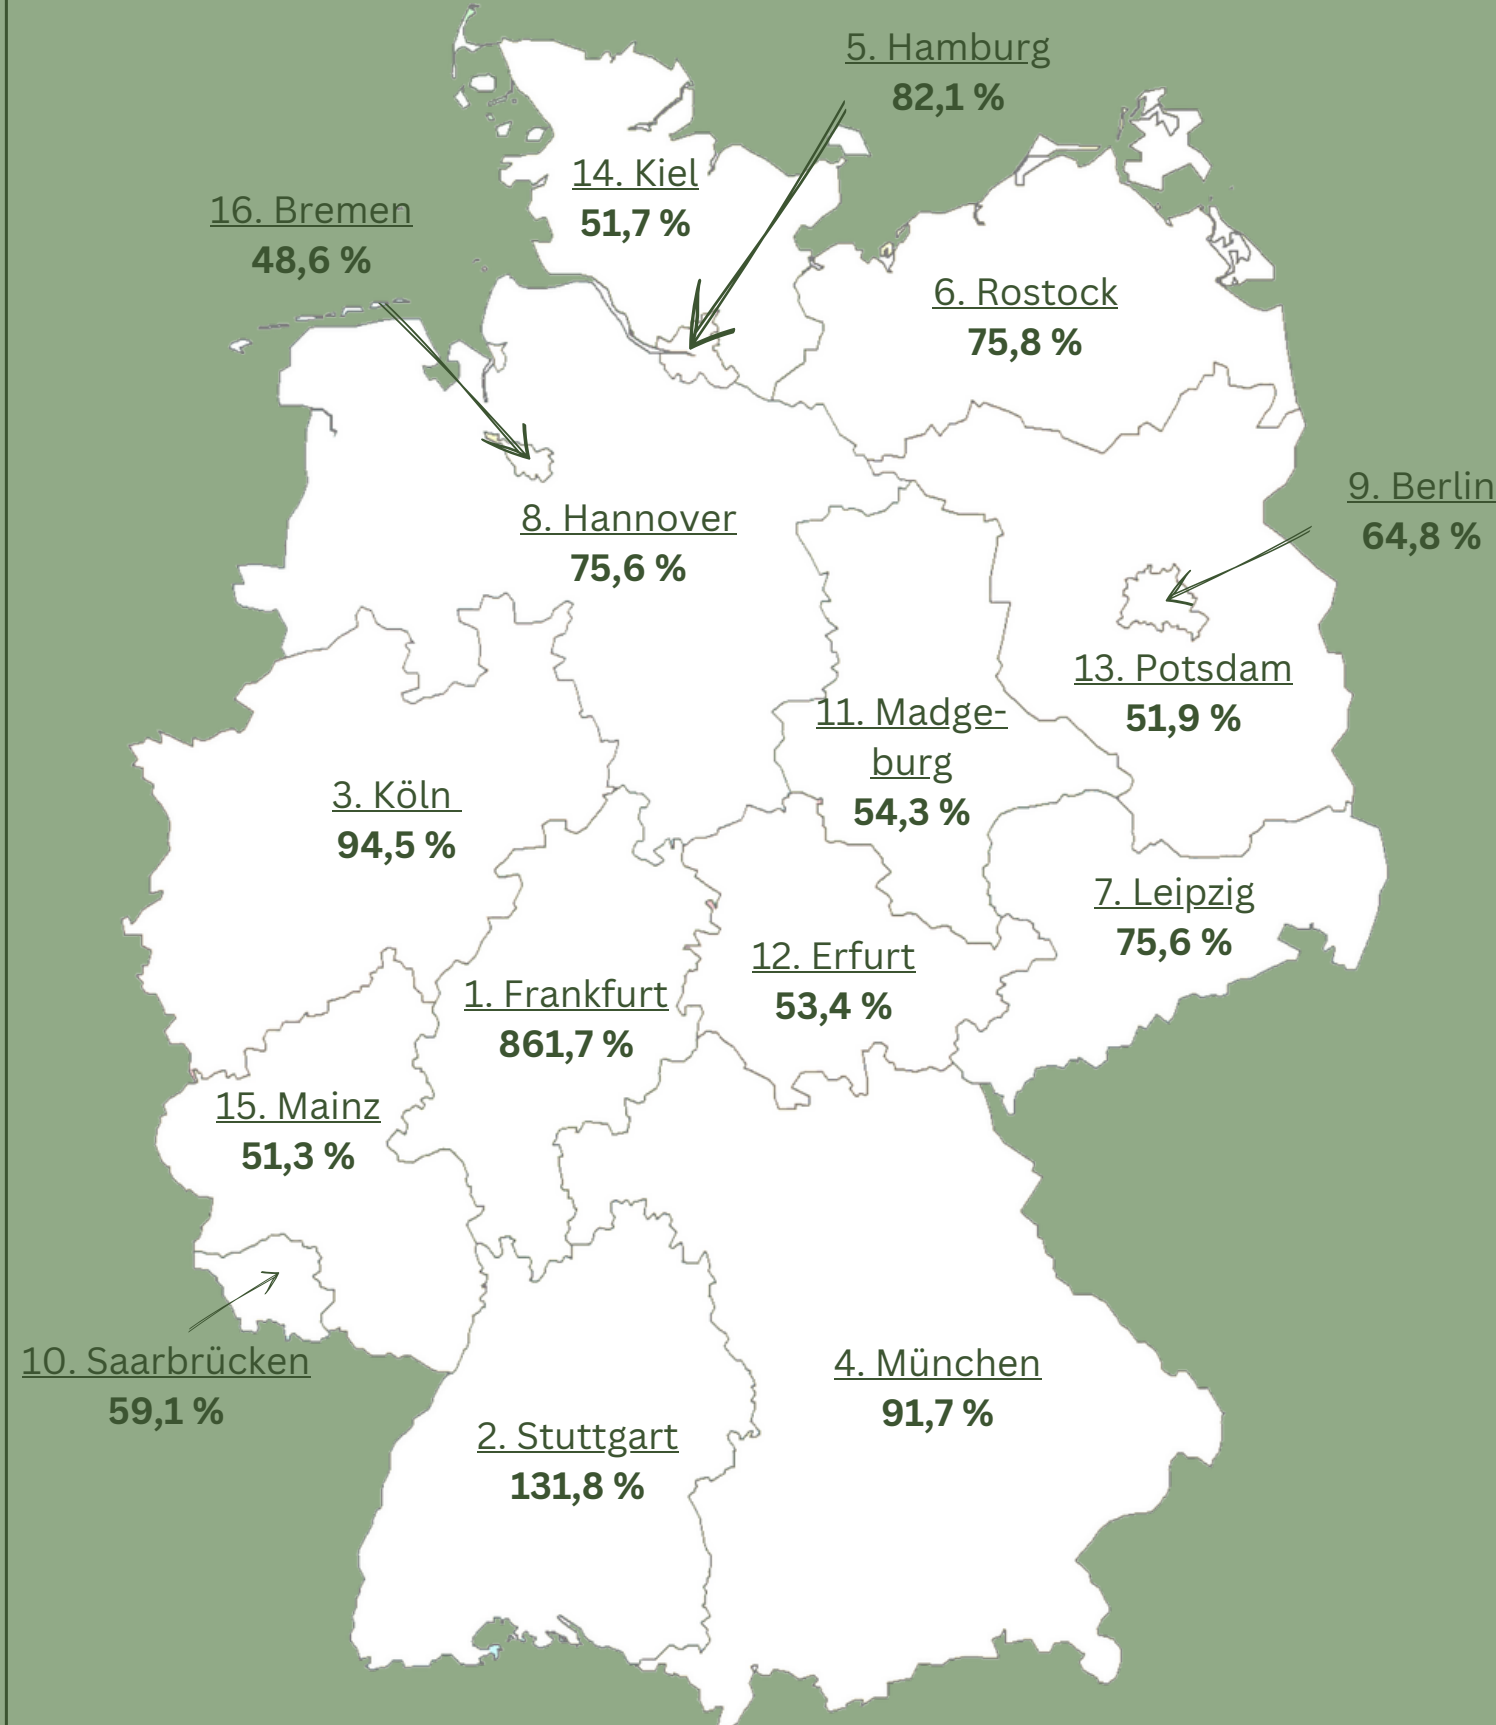 5. Hamburg
82,1 %
14. Kiel
51,7 %
16. Bremen
48,6 %
6. Rostock
75,8 %
9. Berlin
64,8 %
8. Hannover
75,6 %
13. Potsdam
51,9 %
11. Madge-
burg
54,3 %
3. Köln
94,5 %
7. Leipzig
75,6 %
12. Erfurt
53,4 %
1. Frankfurt
861,7 %
15. Mainz
51,3 %
10. Saarbrücken
59,1 %
4. München
91,7 %
2. Stuttgart
131,8 %